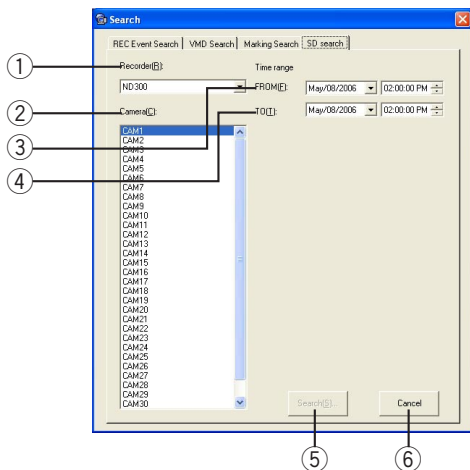 Search
REC Event Search VMD Search Marking Search SD search
① Recorder(R): Time range
ND300 FROM(F): May/08/2006 02:00:00 PM
② Camera(C): TO(T): May/08/2006 02:00:00 PM
③
④
CAM1
CAM2
CAM3
CAM4
CAM5
CAM6
CAM7
CAM8
CAM9
CAM10
CAM11
CAM12
CAM13
CAM14
CAM15
CAM16
CAM17
CAM18
CAM19
CAM20
CAM21
CAM22
CAM23
CAM24
CAM25
CAM26
CAM27
CAM28
CAM29
CAM30
Search(S)... Cancel
⑤ ⑥